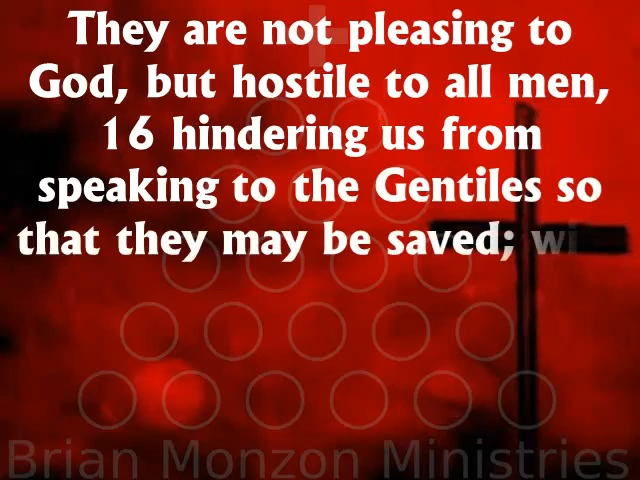 They are not pleasing to
God, but hostile to all men,
16 hindering us from
speaking to the Gentiles so
that they may be saved; wi
Brian Monzon Ministries